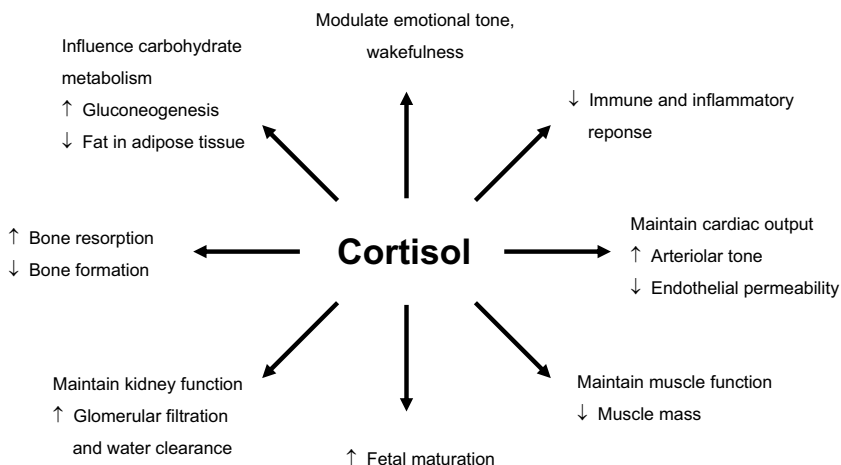 Modulate emotional tone,
wakefulness
Influence carbohydrate
metabolism
↑ Gluconeogenesis
↓ Fat in adipose tissue
↓ Immune and inflammatory
reponse
↑ Bone resorption
↓ Bone formation
Cortisol
Maintain cardiac output
↑ Arteriolar tone
↓ Endothelial permeability
Maintain kidney function
↑ Glomerular filtration
and water clearance
↑ Fetal maturation
Maintain muscle function
↓ Muscle mass